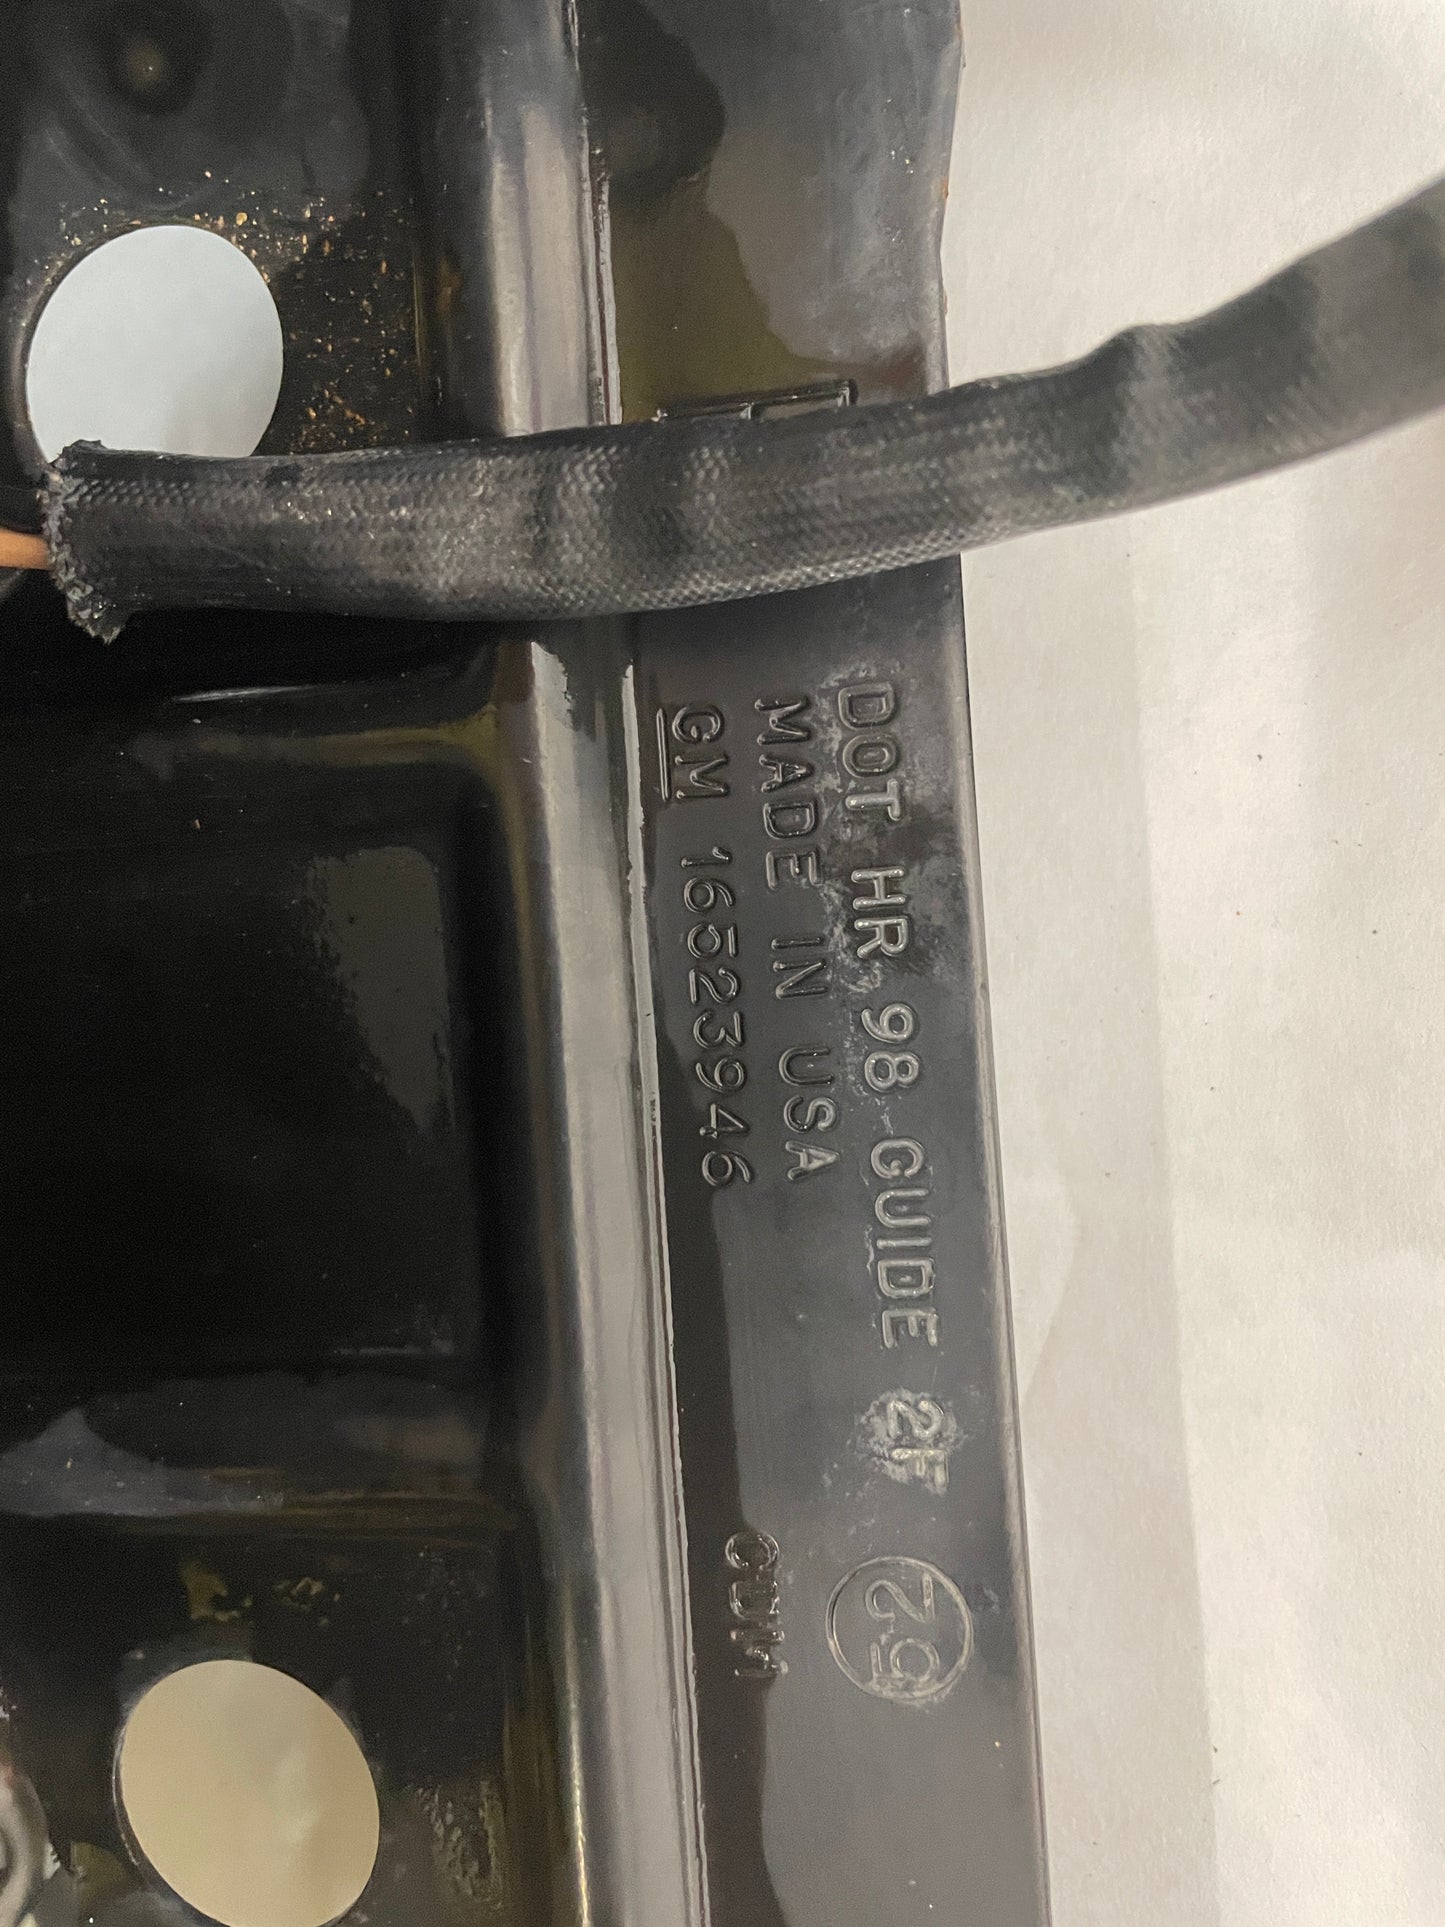 DOT HR 98 GUIDE 2F
MADE IN USA
GM 16523946